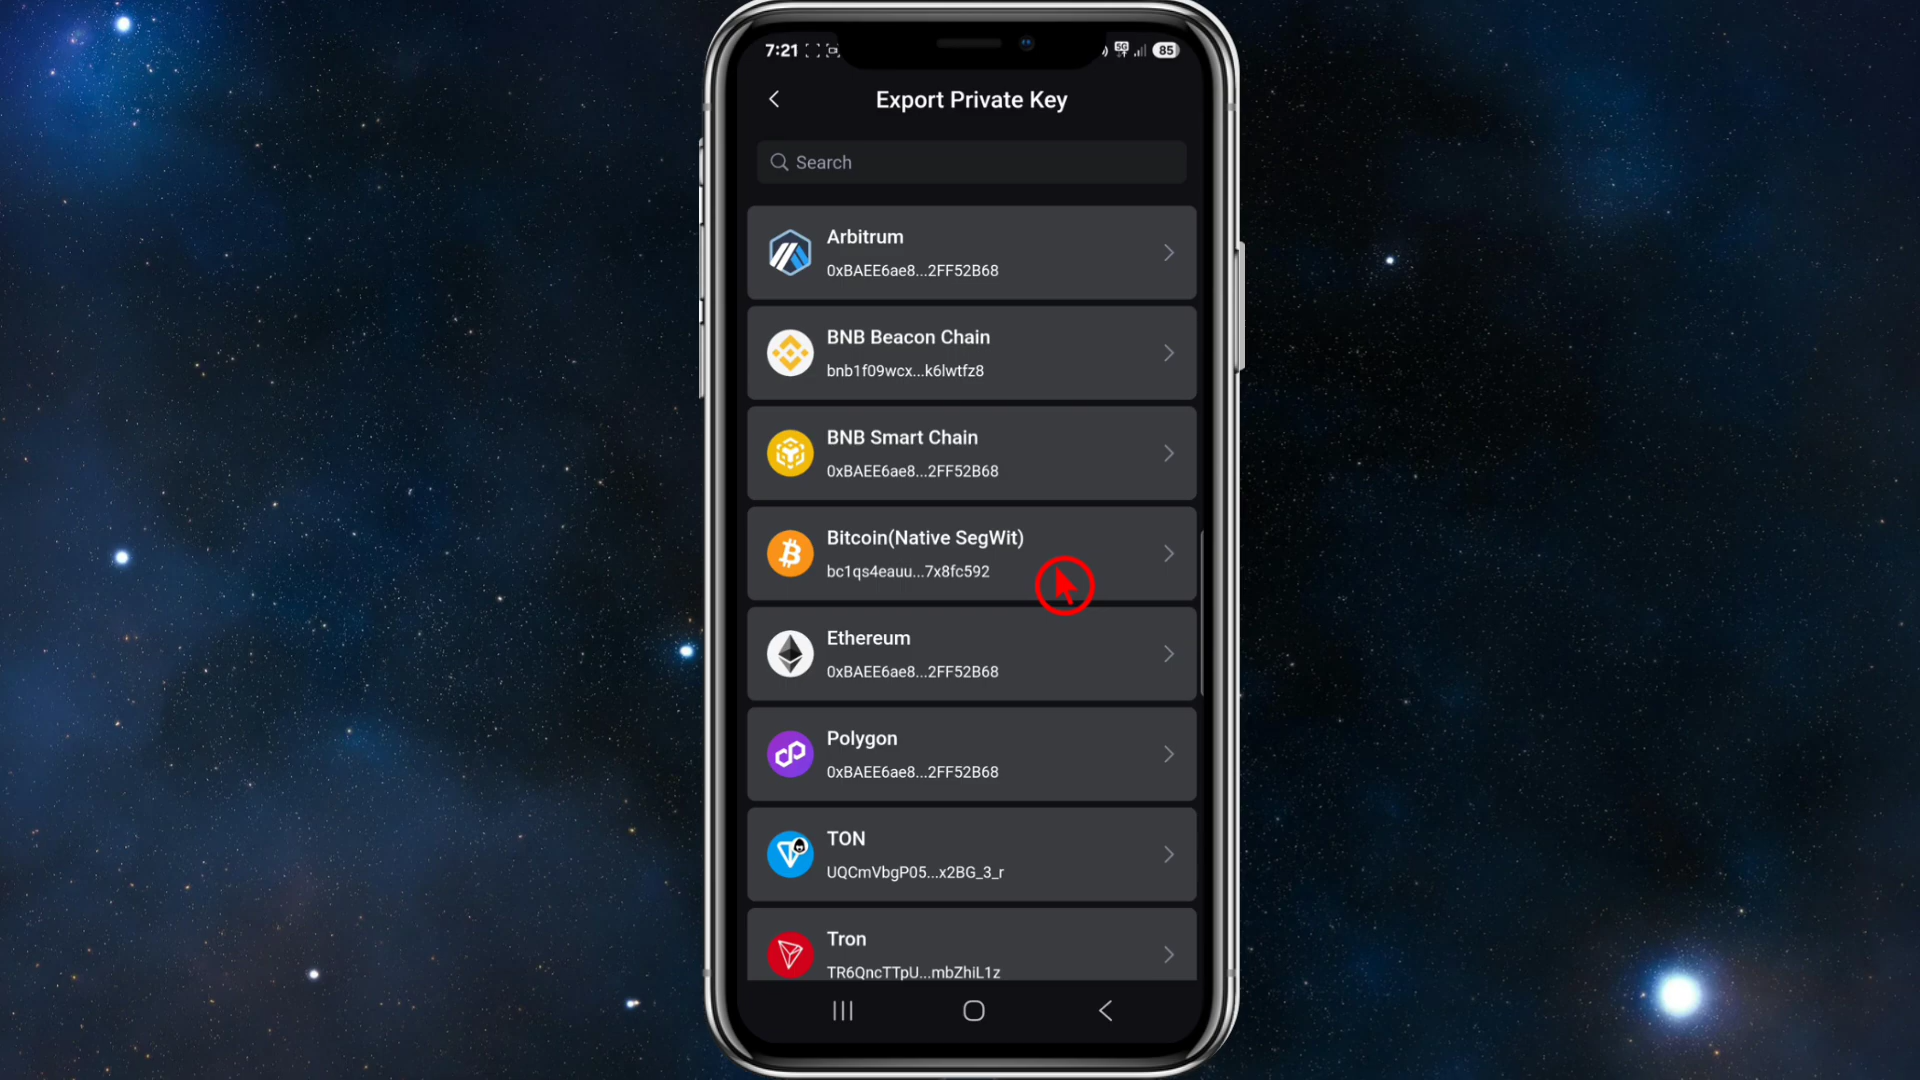 7:21
5G
85
Export Private Key
Search
Arbitrum
0xBAEE6ae8...2FF52B68
BNB Beacon Chain
bnb1f09wcx...k6lwtfz8
BNB Smart Chain
0xBAEE6ae8...2FF52B68
Bitcoin(Native SegWit)
bc1qs4eauu...7x8fc592
Ethereum
0xBAEE6ae8...2FF52B68
Polygon
0xBAEE6ae8...2FF52B68
TON
UQCmVbgP05...x2BG_3_r
Tron
TR6QncTTpU...mbZhiL1z